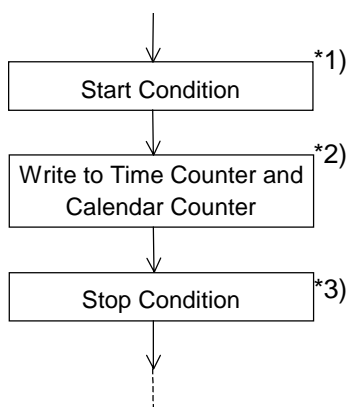 *1)
Start Condition
*2)
Write to Time Counter and
Calendar Counter
*3)
Stop Condition